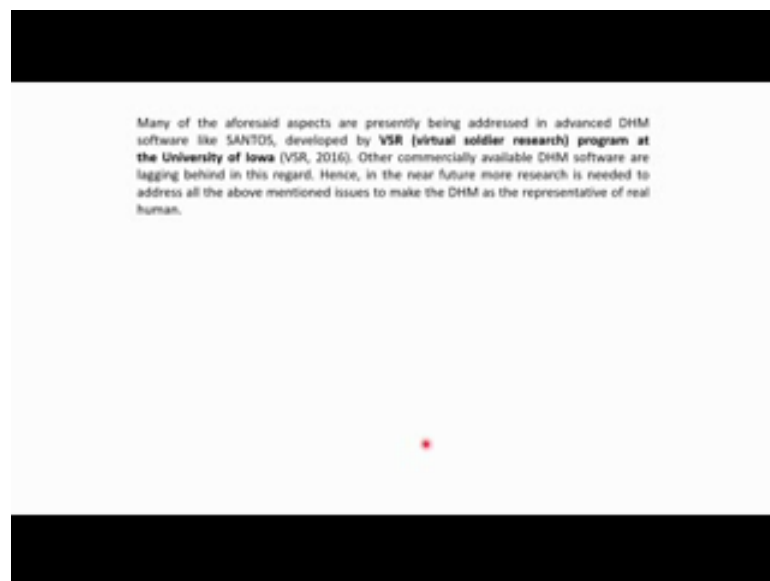 Many of the aforesaid aspects are presently being addressed in advanced DHM
software like SANTOS, developed by VSR (virtual soldier research) program at
the University of Iowa (VSR, 2016). Other commercially available DHM software are
lagging behind in this regard. Hence, in the near future more research is needed to
address all the above mentioned issues to make the DHM as the representative of real
human.